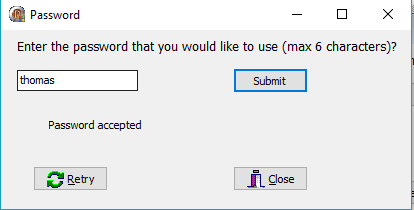 Password
Enter the password that you would like to use (max 6 characters)?
thomas
Submit
Password accepted
Retry
Close